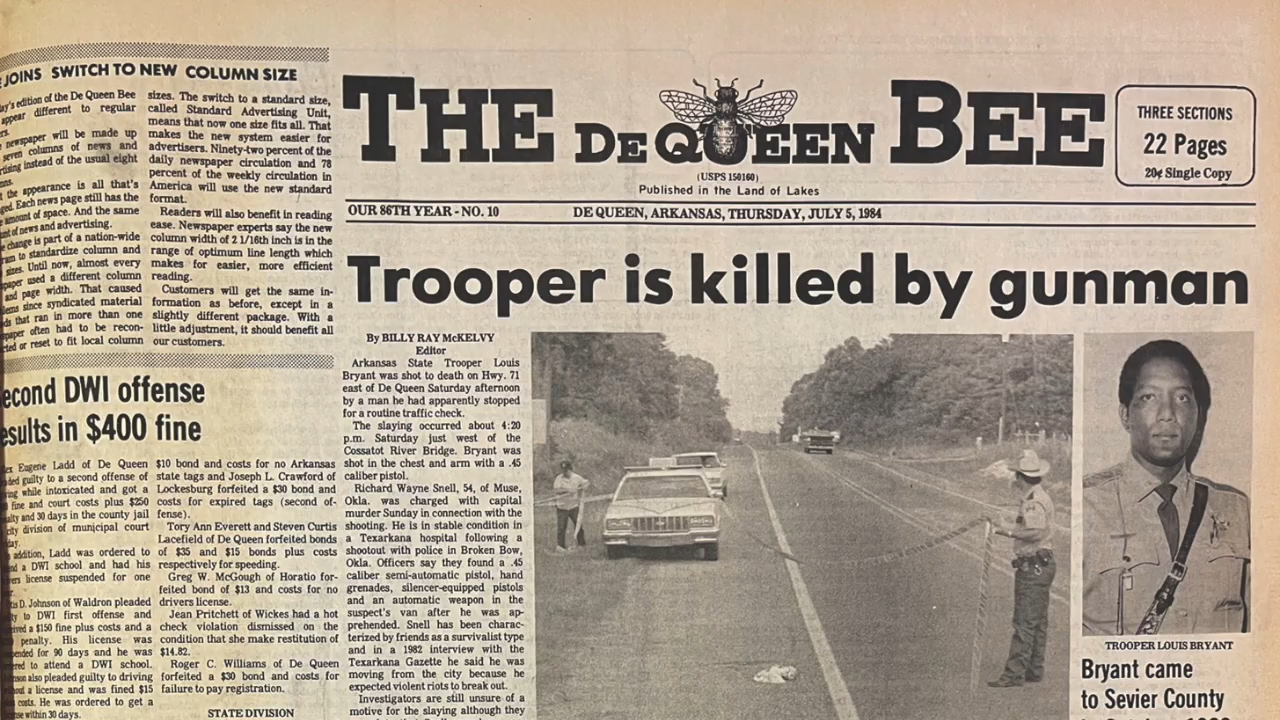 JOINS SWITCH TO NEW COLUMN SIZE
edition of the De Queen Bee
appear different to regular
newspaper will be made up
seven columns of news and
instead of the usual eight
the appearance is all that's
Each news page still has the
amount of space. And the same
of news and advertising.
change is part of a nation-wide
to standardize column and
sizes. Until now, almost every
used a different column
and page width. That caused
since syndicated material
that ran in more than one
often had to be recon-
or reset to fit local column
sizes. The switch to a standard size,
called Standard Advertising Unit,
means that now one size fits all. That
makes the new system easier for
advertisers. Ninety-two percent of the
daily newspaper circulation and 78
percent of the weekly circulation in
America will use the new standard
format.
Readers will also benefit in reading
ease. Newspaper experts say the new
column width of 2 1/16th inch is in the
range of optimum line length which
makes for easier, more efficient
reading.
Customers will get the same in-
formation as before, except in a
slightly different package. With a
little adjustment, it should benefit all
our customers.
econd DWI offense
esults in $400 fine
Eugene Ladd of De Queen
guilty to a second offense of
while intoxicated and got a
fine and court costs plus $250
and 30 days in the county jail
city division of municipal court
addition, Ladd was ordered to
a DWI school and had his
license suspended for one
D. Johnson of Waldron pleaded
to DWI first offense and
a $150 fine plus costs and a
penalty. His license was
for 90 days and he was
to attend a DWI school.
also pleaded guilty to driving
a license and was fined $15
costs. He was ordered to get a
within 30 days.
$10 bond and costs for no Arkansas
state tags and Joseph L. Crawford of
Lockesburg forfeited a $30 bond and
costs for expired tags (second of-
fense).
Tory Ann Everett and Steven Curtis
Lacefield of De Queen forfeited bonds
of $35 and $15 bonds plus costs
respectively for speeding.
Greg W. McGough of Horatio for-
feited bond of $13 and costs for no
drivers license.
Jean Pritchett of Wickes had a hot
check violation dismissed on the
condition that she make restitution of
$14.82.
Roger C. Williams of De Queen
forfeited a $30 bond and costs for
failure to pay registration.
STATE DIVISION
THE DE QUEEN BEE
(USPS 150160)
Published in the Land of Lakes
THREE SECTIONS
22 Pages
20¢ Single Copy
OUR 86TH YEAR - NO. 10 DE QUEEN, ARKANSAS, THURSDAY, JULY 5, 1984
Trooper is killed by gunman
By BILLY RAY McKELVY
Editor
Arkansas State Trooper Louis
Bryant was shot to death on Hwy. 71
east of De Queen Saturday afternoon
by a man he had apparently stopped
for a routine traffic check.
The slaying occurred about 4:20
p.m. Saturday just west of the
Cossatot River Bridge. Bryant was
shot in the chest and arm with a .45
caliber pistol.
Richard Wayne Snell, 54, of Muse,
Okla. was charged with capital
murder Sunday in connection with the
shooting. He is in stable condition in
a Texarkana hospital following a
shootout with police in Broken Bow,
Okla. Officers say they found a .45
caliber semi-automatic pistol, hand
grenades, silencer-equipped pistols
and an automatic weapon in the
suspect's van after he was ap-
prehended. Snell has been charac-
terized by friends as a survivalist type
and in a 1982 interview with the
Texarkana Gazette he said he was
moving from the city because he
expected violent riots to break out.
Investigators are still unsure of a
motive for the slaying although they
TROOPER LOUIS BRYANT
Bryant came
to Sevier County